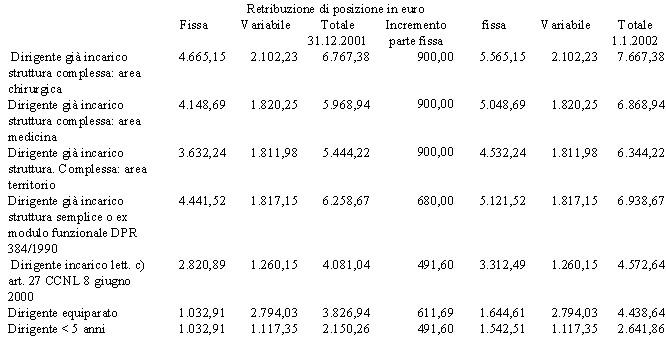 Retribuzione di posizione in euro
Fissa Variabile Totale Incremento fissa Variabile Totale
31.12.2001 parte fissa 1.1.2002
Dirigente già incarico 4.665,15 2.102,23 6.767,38 900,00 5.565,15 2.102,23 7.667,38
struttura complessa: area
chirurgica
Dirigente già incarico 4.148,69 1.820,25 5.968,94 900,00 5.048,69 1.820,25 6.868,94
struttura complessa: area
medicina
Dirigente già incarico 3.632,24 1.811,98 5.444,22 900,00 4.532,24 1.811,98 6.344,22
struttura. Complessa: area
territorio
Dirigente già incarico 4.441,52 1.817,15 6.258,67 680,00 5.121,52 1.817,15 6.938,67
struttura semplice o ex
modulo funzionale DPR
384/1990
Dirigente incarico lett. c) 2.820,89 1.260,15 4.081,04 491,60 3.312,49 1.260,15 4.572,64
art. 27 CCNL 8 giugno
2000
Dirigente equiparato 1.032,91 2.794,03 3.826,94 611,69 1.644,61 2.794,03 4.438,64
Dirigente < 5 anni 1.032,91 1.117,35 2.150,26 491,60 1.542,51 1.117,35 2.641,86